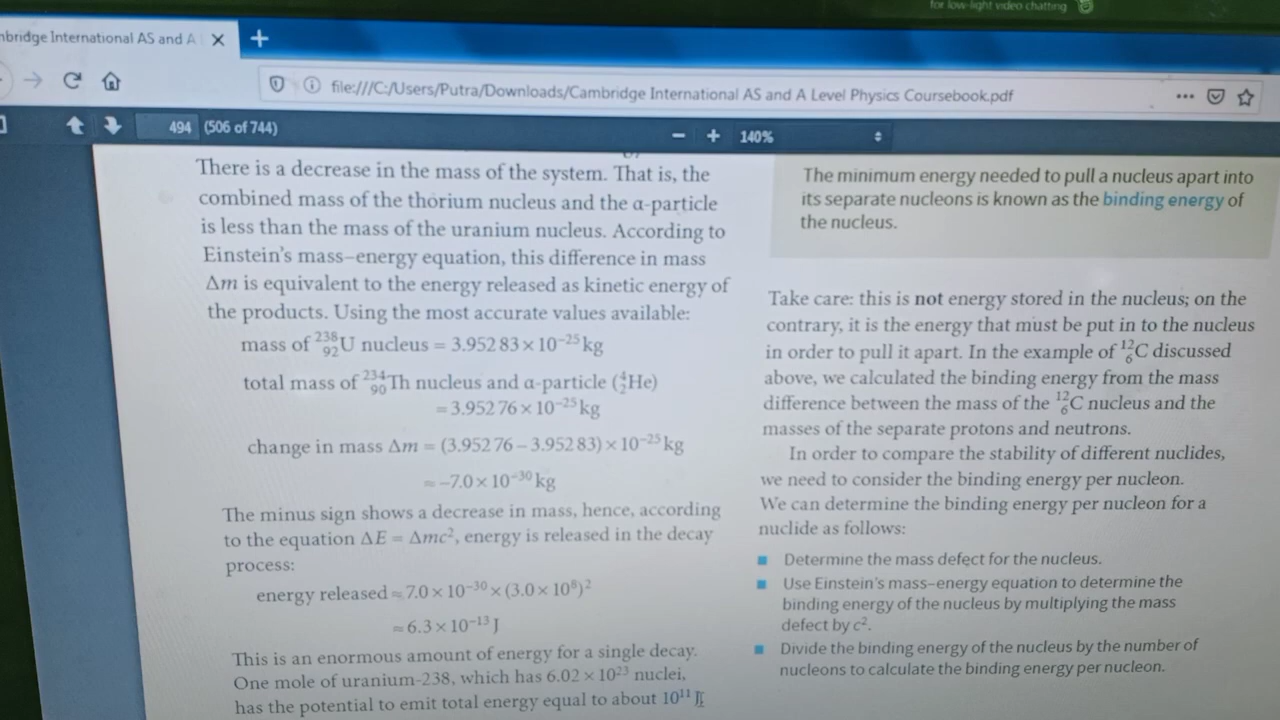 for low-light video chatting
mbridge International AS and A
file:///C:/Users/Putra/Downloads/Cambridge International AS and A Level Physics Coursebook.pdf
494 (506 of 744)
140%
There is a decrease in the mass of the system. That is, the
combined mass of the thorium nucleus and the α-particle
is less than the mass of the uranium nucleus. According to
Einstein's mass–energy equation, this difference in mass
Δm is equivalent to the energy released as kinetic energy of
the products. Using the most accurate values available:
mass of ²³⁸₉₂U nucleus = 3.952 83 × 10⁻²⁵ kg
total mass of ²³⁴₉₀Th nucleus and α-particle (⁴₂He)
= 3.952 76 × 10⁻²⁵ kg
change in mass Δm = (3.952 76 – 3.952 83) × 10⁻²⁵ kg
≈ –7.0 × 10⁻³⁰ kg
The minus sign shows a decrease in mass, hence, according
to the equation ΔE = Δmc², energy is released in the decay
process:
energy released ≈ 7.0 × 10⁻³⁰ × (3.0 × 10⁸)²
≈ 6.3 × 10⁻¹³ J
This is an enormous amount of energy for a single decay.
One mole of uranium-238, which has 6.02 × 10²³ nuclei,
has the potential to emit total energy equal to about 10¹¹ J
The minimum energy needed to pull a nucleus apart into
its separate nucleons is known as the binding energy of
the nucleus.
Take care: this is not energy stored in the nucleus; on the
contrary, it is the energy that must be put in to the nucleus
in order to pull it apart. In the example of ¹²₆C discussed
above, we calculated the binding energy from the mass
difference between the mass of the ¹²₆C nucleus and the
masses of the separate protons and neutrons.
In order to compare the stability of different nuclides,
we need to consider the binding energy per nucleon.
We can determine the binding energy per nucleon for a
nuclide as follows:
■ Determine the mass defect for the nucleus.
■ Use Einstein's mass–energy equation to determine the
binding energy of the nucleus by multiplying the mass
defect by c².
■ Divide the binding energy of the nucleus by the number of
nucleons to calculate the binding energy per nucleon.